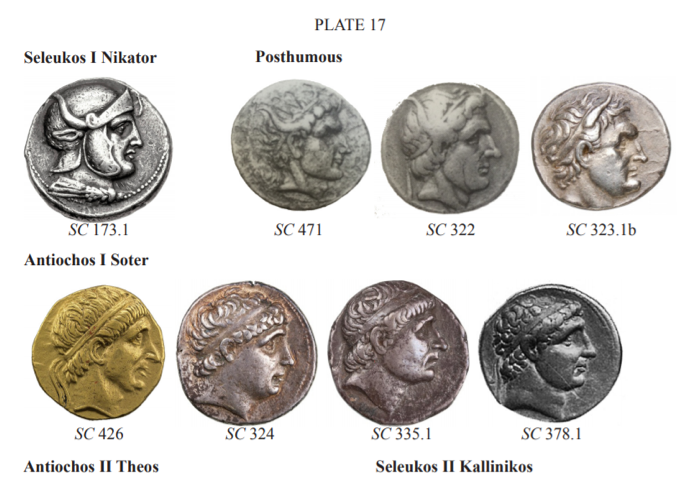 PLATE 17
Seleukos I Nikator
Posthumous
SC 173.1
SC 471
SC 322
SC 323.1b
Antiochos I Soter
SC 426
SC 324
SC 335.1
SC 378.1
Antiochos II Theos
Seleukos II Kallinikos